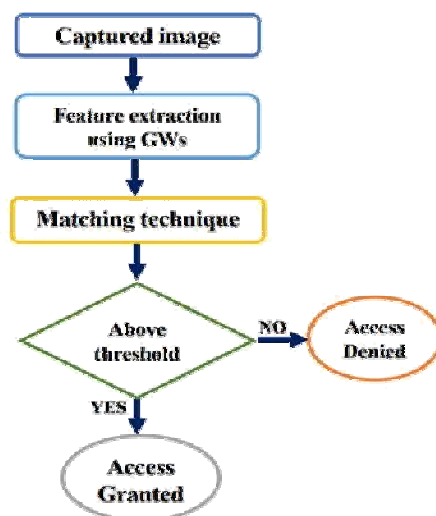 Captured image
Feature extraction
using GWs
Matching technique
Above
threshold
NO
Access
Denied
YES
Access
Granted